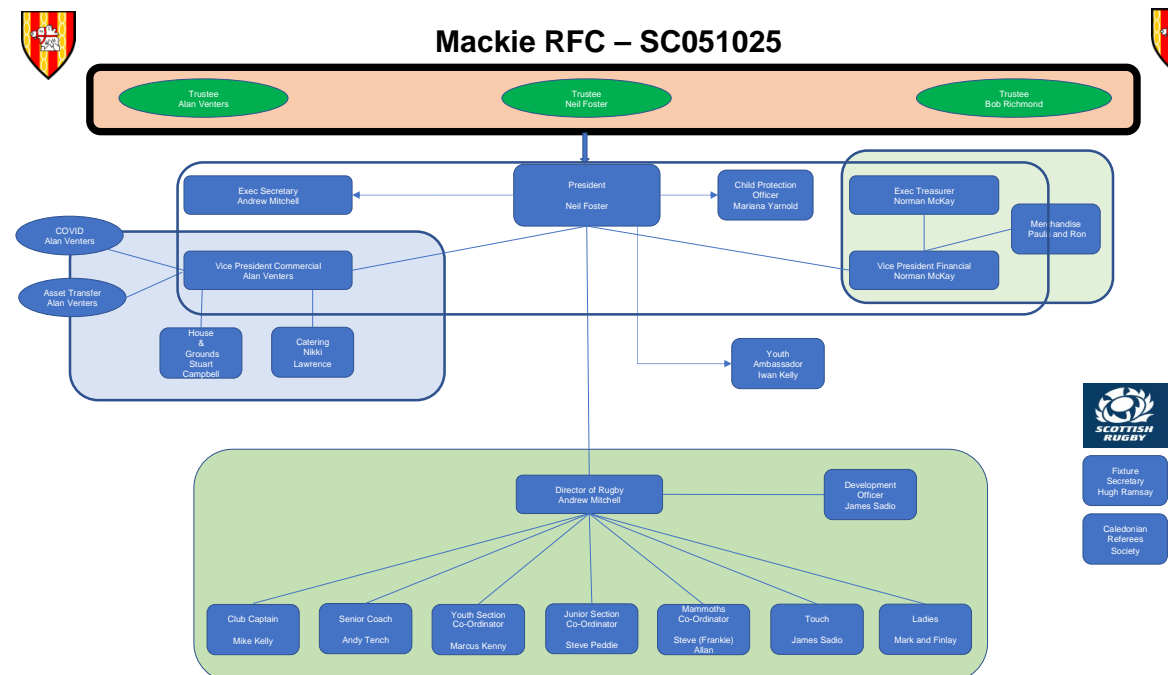 Mackie RFC – SC051025
Trustee
Alan Venters
Trustee
Neil Foster
Trustee
Bob Richmond
Exec Secretary
Andrew Mitchell
President
Neil Foster
Child Protection
Officer
Mariana Yarnold
Exec Treasurer
Norman McKay
Merchandise
Paula and Ron
COVID
Alan Venters
Vice President Commercial
Alan Venters
Vice President Financial
Norman McKay
Asset Transfer
Alan Venters
House
&
Grounds
Stuart
Campbell
Catering
Nikki
Lawrence
Youth
Ambassador
Iwan Kelly
SCOTTISH
RUGBY
Fixture
Secretary
Hugh Ramsay
Caledonian
Referees
Society
Director of Rugby
Andrew Mitchell
Development
Officer
James Sadio
Club Captain
Mike Kelly
Senior Coach
Andy Tench
Youth Section
Co-Ordinator
Marcus Kenny
Junior Section
Co-Ordinator
Steve Peddie
Mammoths
Co-Ordinator
Steve (Frankie)
Allan
Touch
James Sadio
Ladies
Mark and Finlay